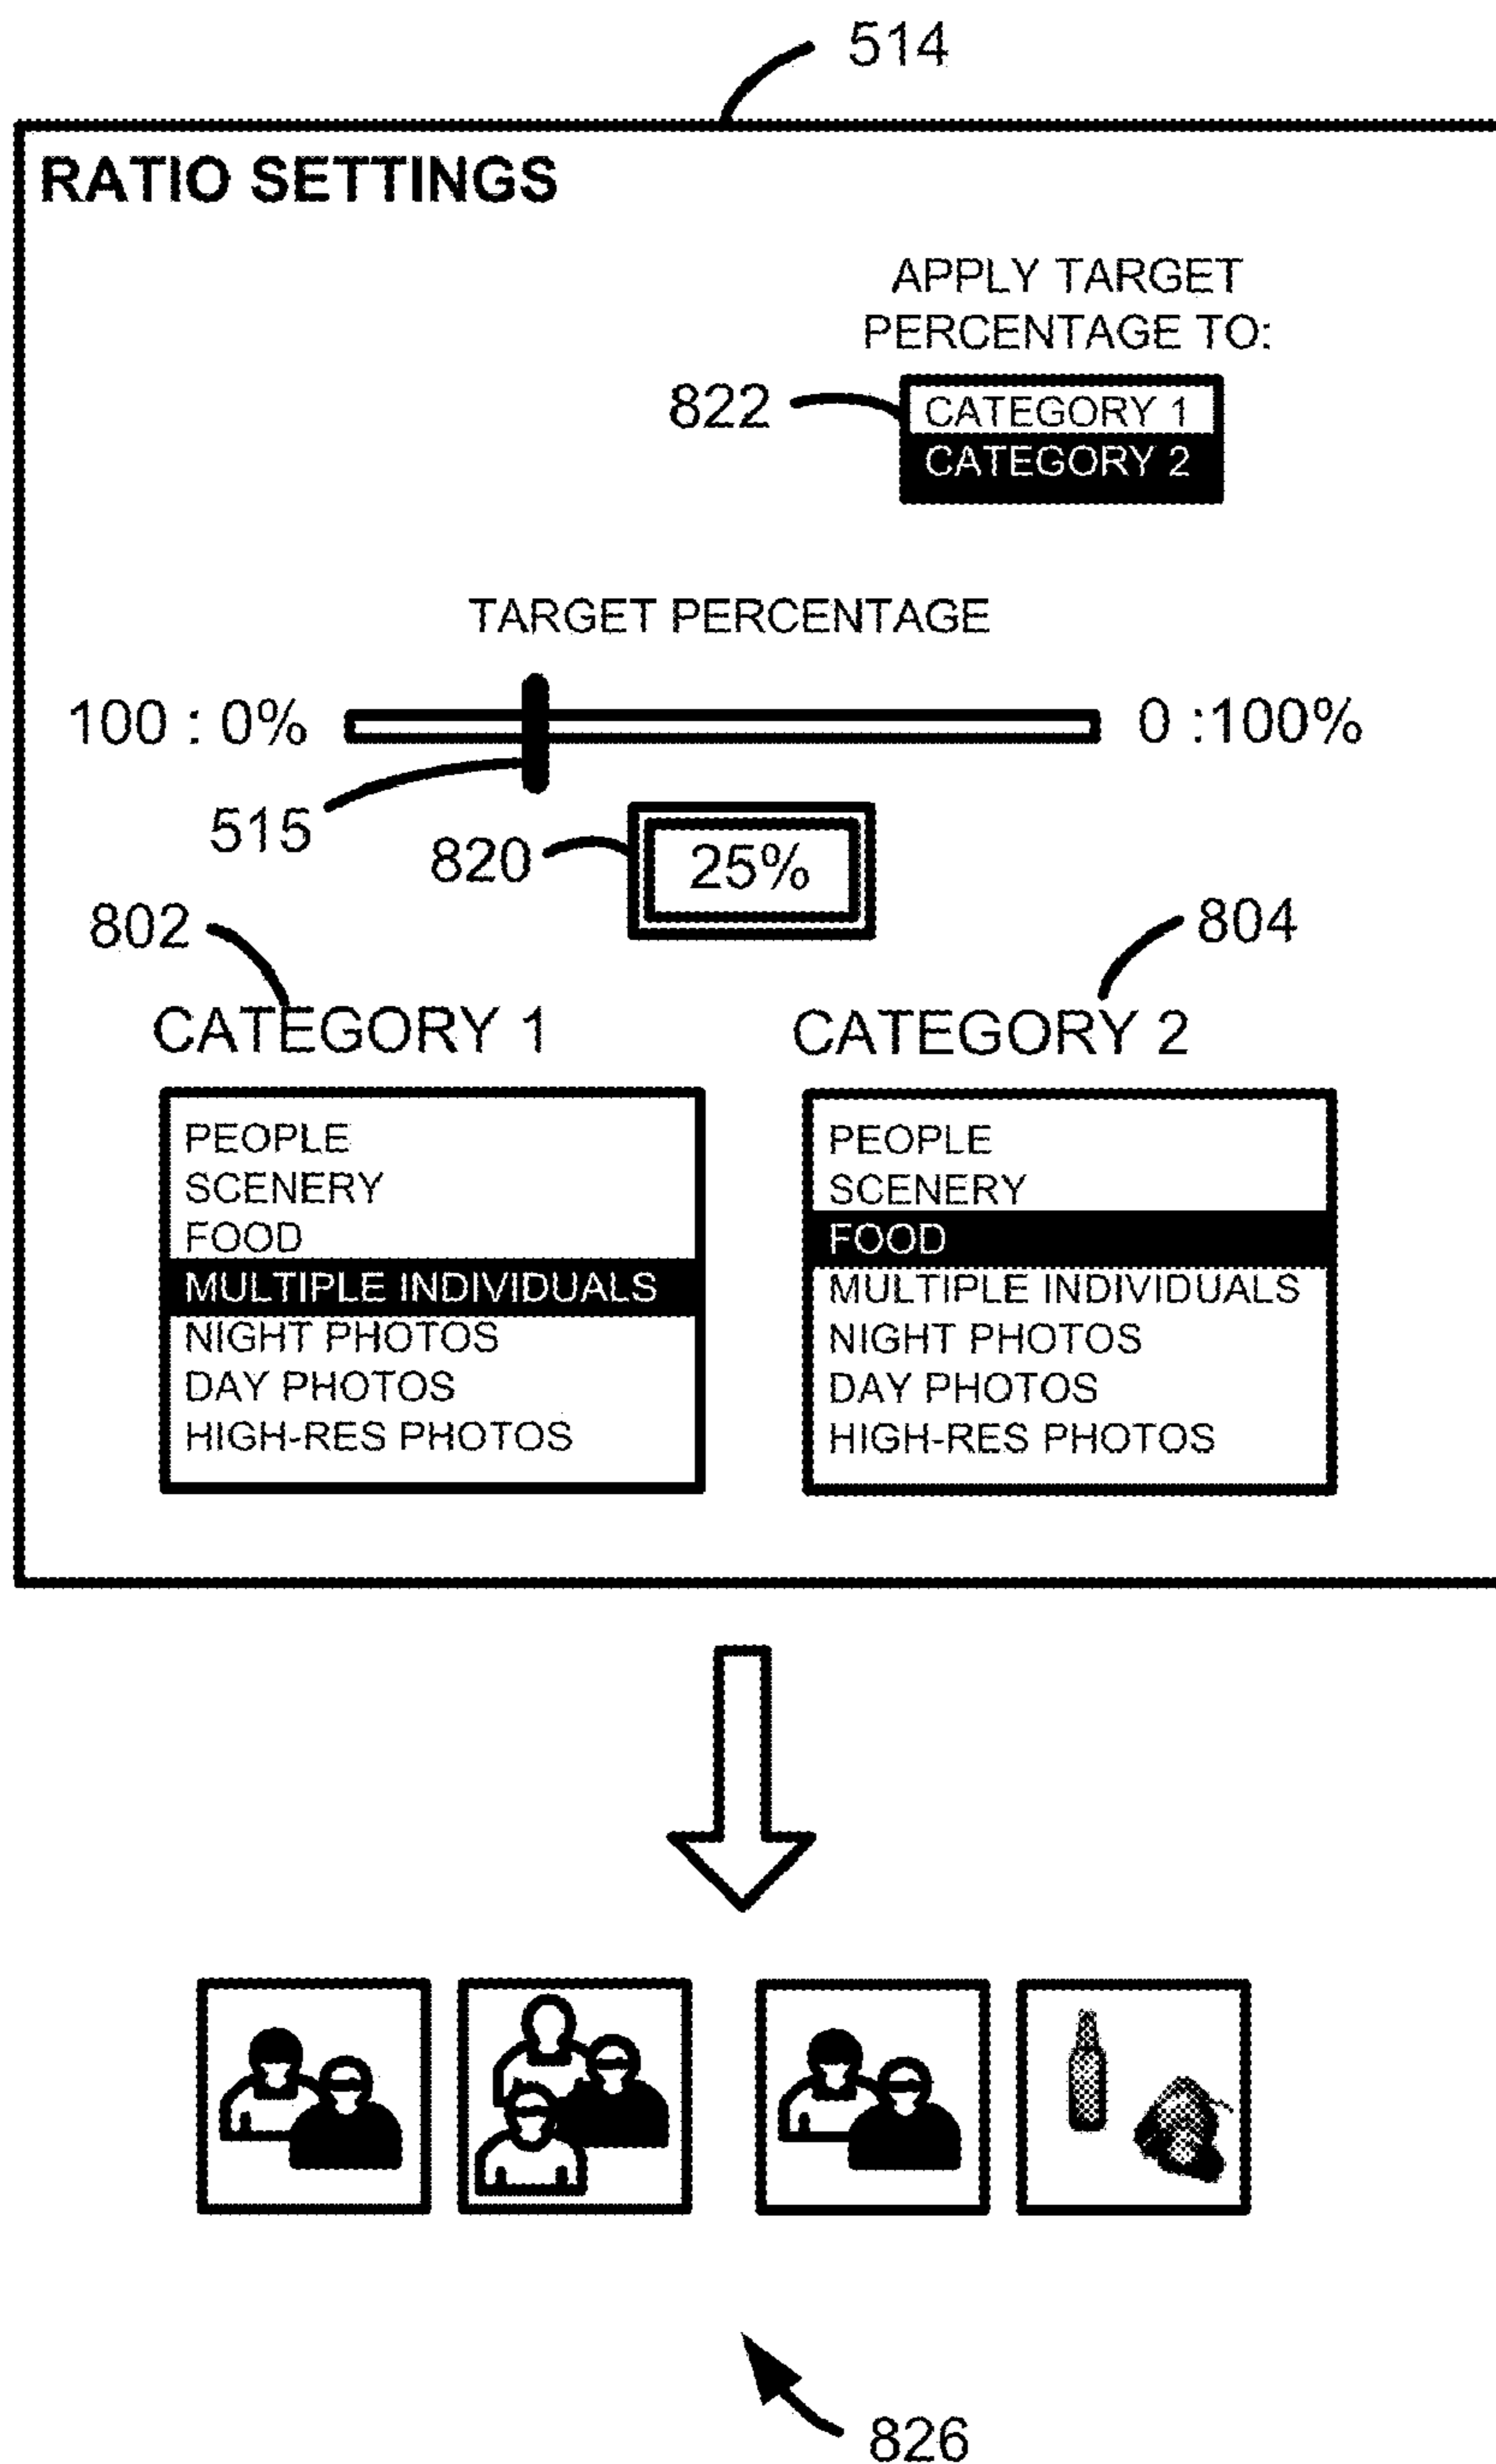 514
RATIO SETTINGS
APPLY TARGET
PERCENTAGE TO:
822
CATEGORY 1
CATEGORY 2
TARGET PERCENTAGE
100 : 0%
0 :100%
515
820
25%
802
804
CATEGORY 1
PEOPLE
SCENERY
FOOD
MULTIPLE INDIVIDUALS
NIGHT PHOTOS
DAY PHOTOS
HIGH-RES PHOTOS
CATEGORY 2
PEOPLE
SCENERY
FOOD
MULTIPLE INDIVIDUALS
NIGHT PHOTOS
DAY PHOTOS
HIGH-RES PHOTOS
826